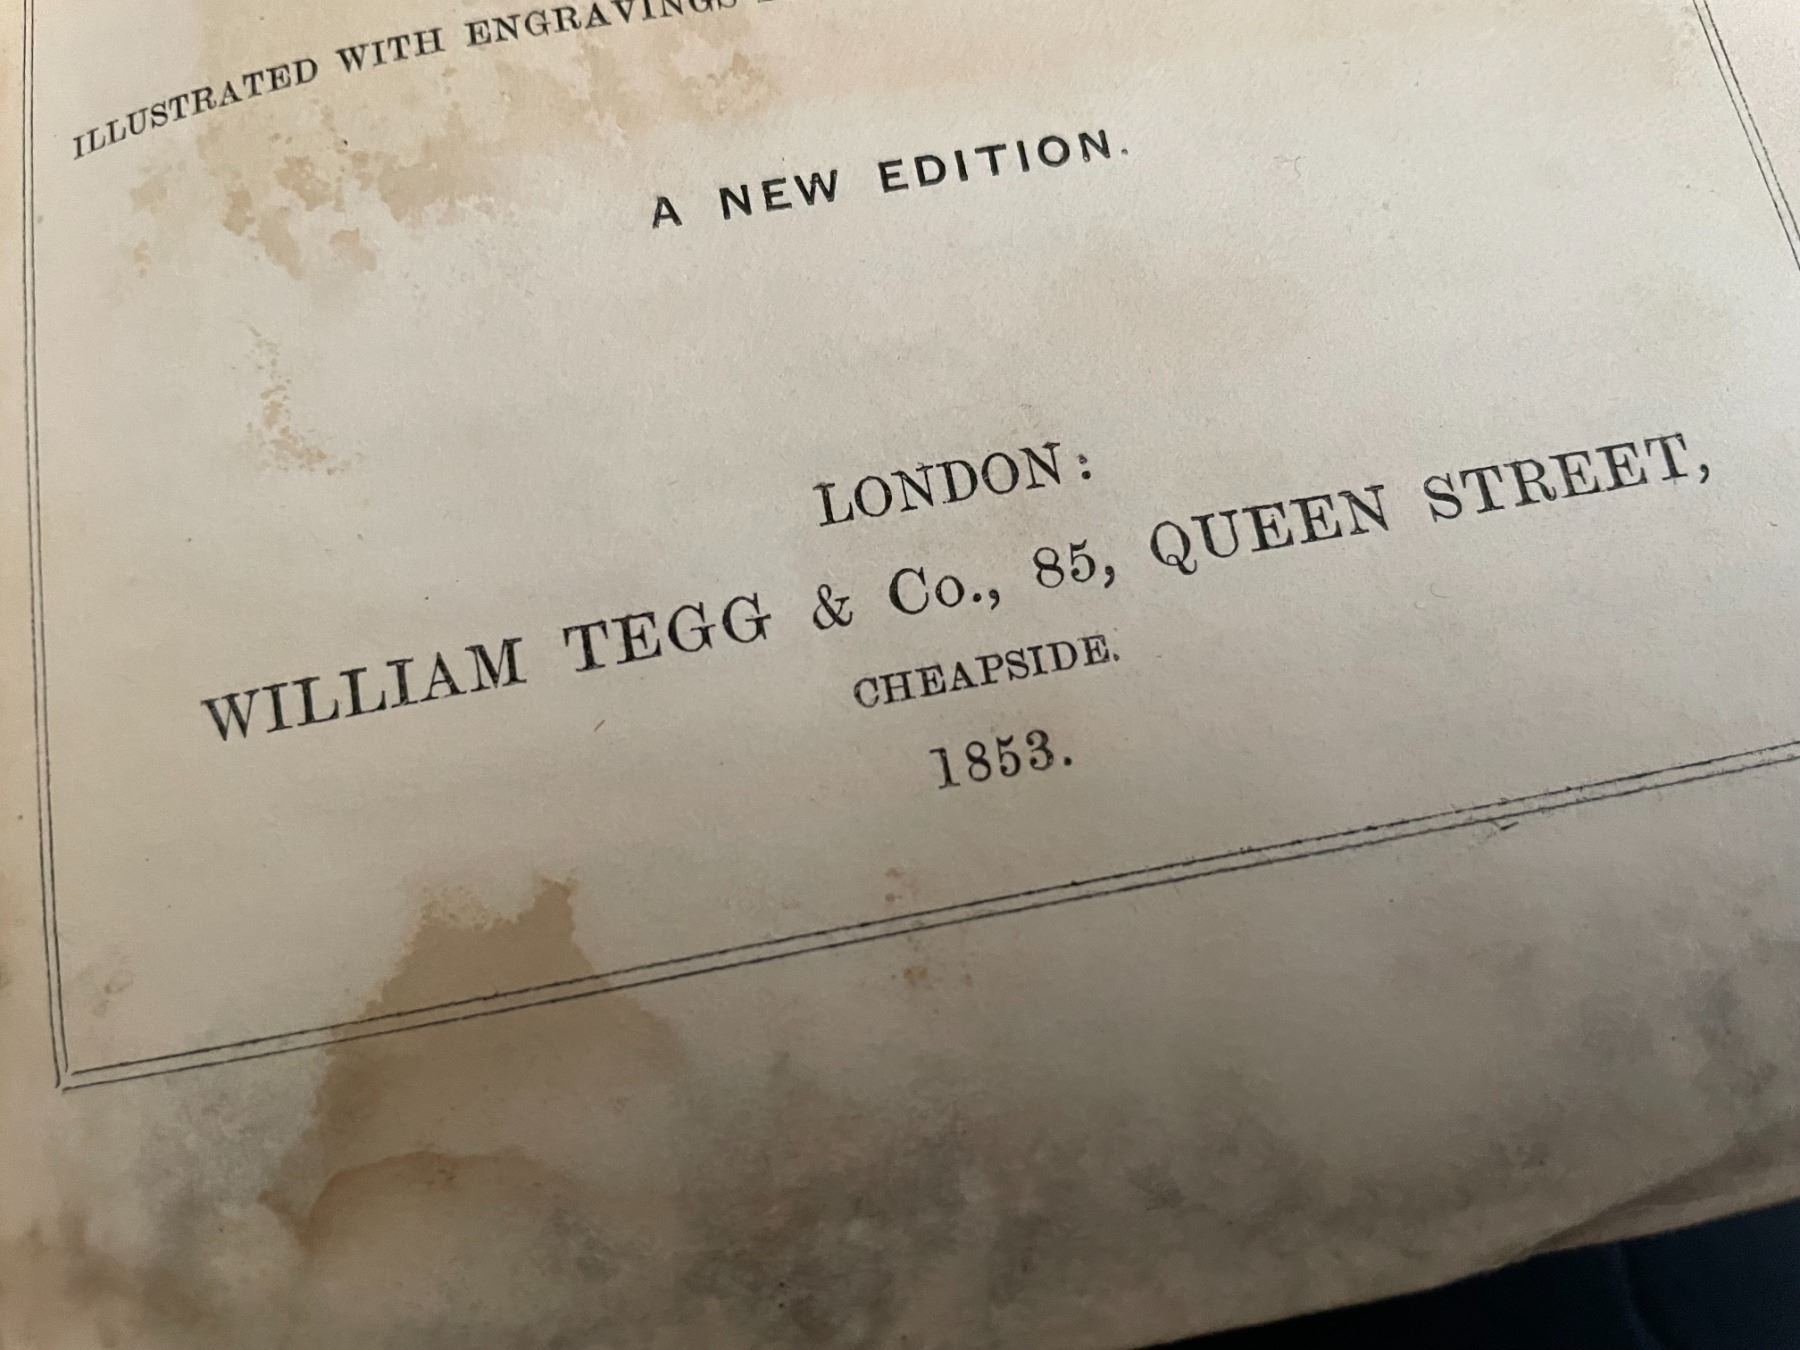 ILLUSTRATED WITH ENGRAVINGS
A NEW EDITION.
LONDON:
WILLIAM TEGG & Co., 85, QUEEN STREET,
CHEAPSIDE.
1853.